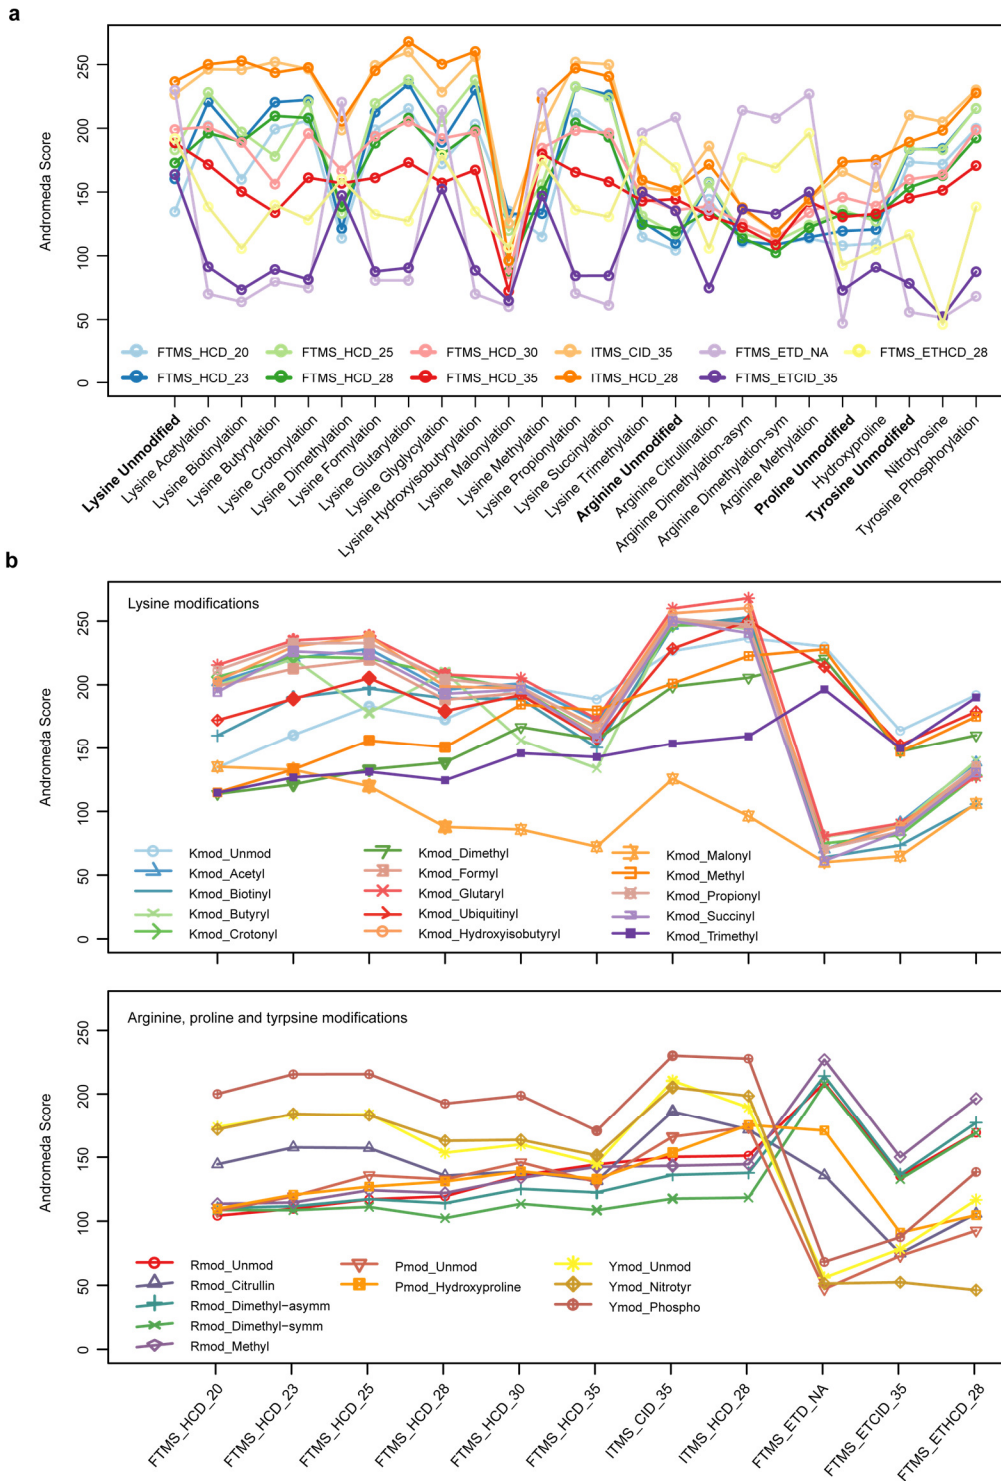 a
Andromeda Score
250
200
150
100
50
0
FTMS_HCD_20 FTMS_HCD_25 FTMS_HCD_30 ITMS_CID_35 FTMS_ETD_NA FTMS_ETHCD_28
FTMS_HCD_23 FTMS_HCD_28 FTMS_HCD_35 ITMS_HCD_28 FTMS_ETCID_35
Lysine Unmodified
Lysine Acetylation
Lysine Biotinylation
Lysine Butyrylation
Lysine Crotonylation
Lysine Dimethylation
Lysine Formylation
Lysine Glutarylation
Lysine Glyglycylation
Lysine Hydroxyisobutyrylation
Lysine Malonylation
Lysine Methylation
Lysine Propionylation
Lysine Succinylation
Lysine Trimethylation
Arginine Unmodified
Arginine Citrullination
Arginine Dimethylation-asym
Arginine Dimethylation-sym
Arginine Methylation
Proline Unmodified
Hydroxyproline
Tyrosine Unmodified
Nitrotyrosine
Tyrosine Phosphorylation
b
Lysine modifications
Andromeda Score
250
200
150
100
50
0
Kmod_Unmod Kmod_Dimethyl Kmod_Malonyl
Kmod_Acetyl Kmod_Formyl Kmod_Methyl
Kmod_Biotinyl Kmod_Glutaryl Kmod_Propionyl
Kmod_Butyryl Kmod_Ubiquitinyl Kmod_Succinyl
Kmod_Crotonyl Kmod_Hydroxyisobutyryl Kmod_Trimethyl
Arginine, proline and tyrpsine modifications
Andromeda Score
250
200
150
100
50
0
Rmod_Unmod Pmod_Unmod Ymod_Unmod
Rmod_Citrullin Pmod_Hydroxyproline Ymod_Nitrotyr
Rmod_Dimethyl-asymm Ymod_Phospho
Rmod_Dimethyl-symm
Rmod_Methyl
FTMS_HCD_20
FTMS_HCD_23
FTMS_HCD_25
FTMS_HCD_28
FTMS_HCD_30
FTMS_HCD_35
ITMS_CID_35
ITMS_HCD_28
FTMS_ETD_NA
FTMS_ETCID_35
FTMS_ETHCD_28